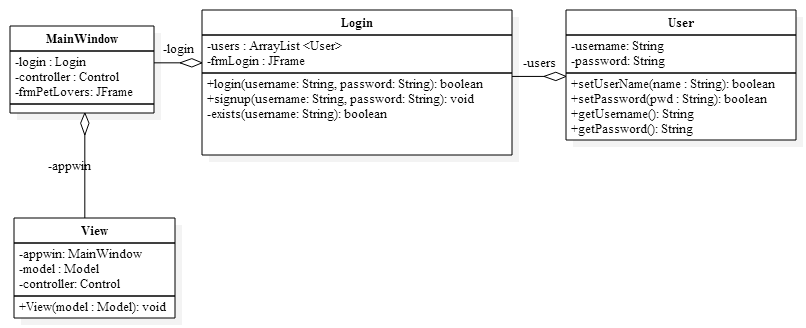 MainWindow
-login : Login
-controller : Control
-frmPetLovers: JFrame
-login
Login
-users : ArrayList <User>
-frmLogin : JFrame
+login(username: String, password: String): boolean
+signup(username: String, password: String): void
-exists(username: String): boolean
-users
User
-username: String
-password: String
+setUserName(name : String): boolean
+setPassword(pwd : String): boolean
+getUsername(): String
+getPassword(): String
-appwin
View
-appwin: MainWindow
-model : Model
-controller: Control
+View(model : Model): void